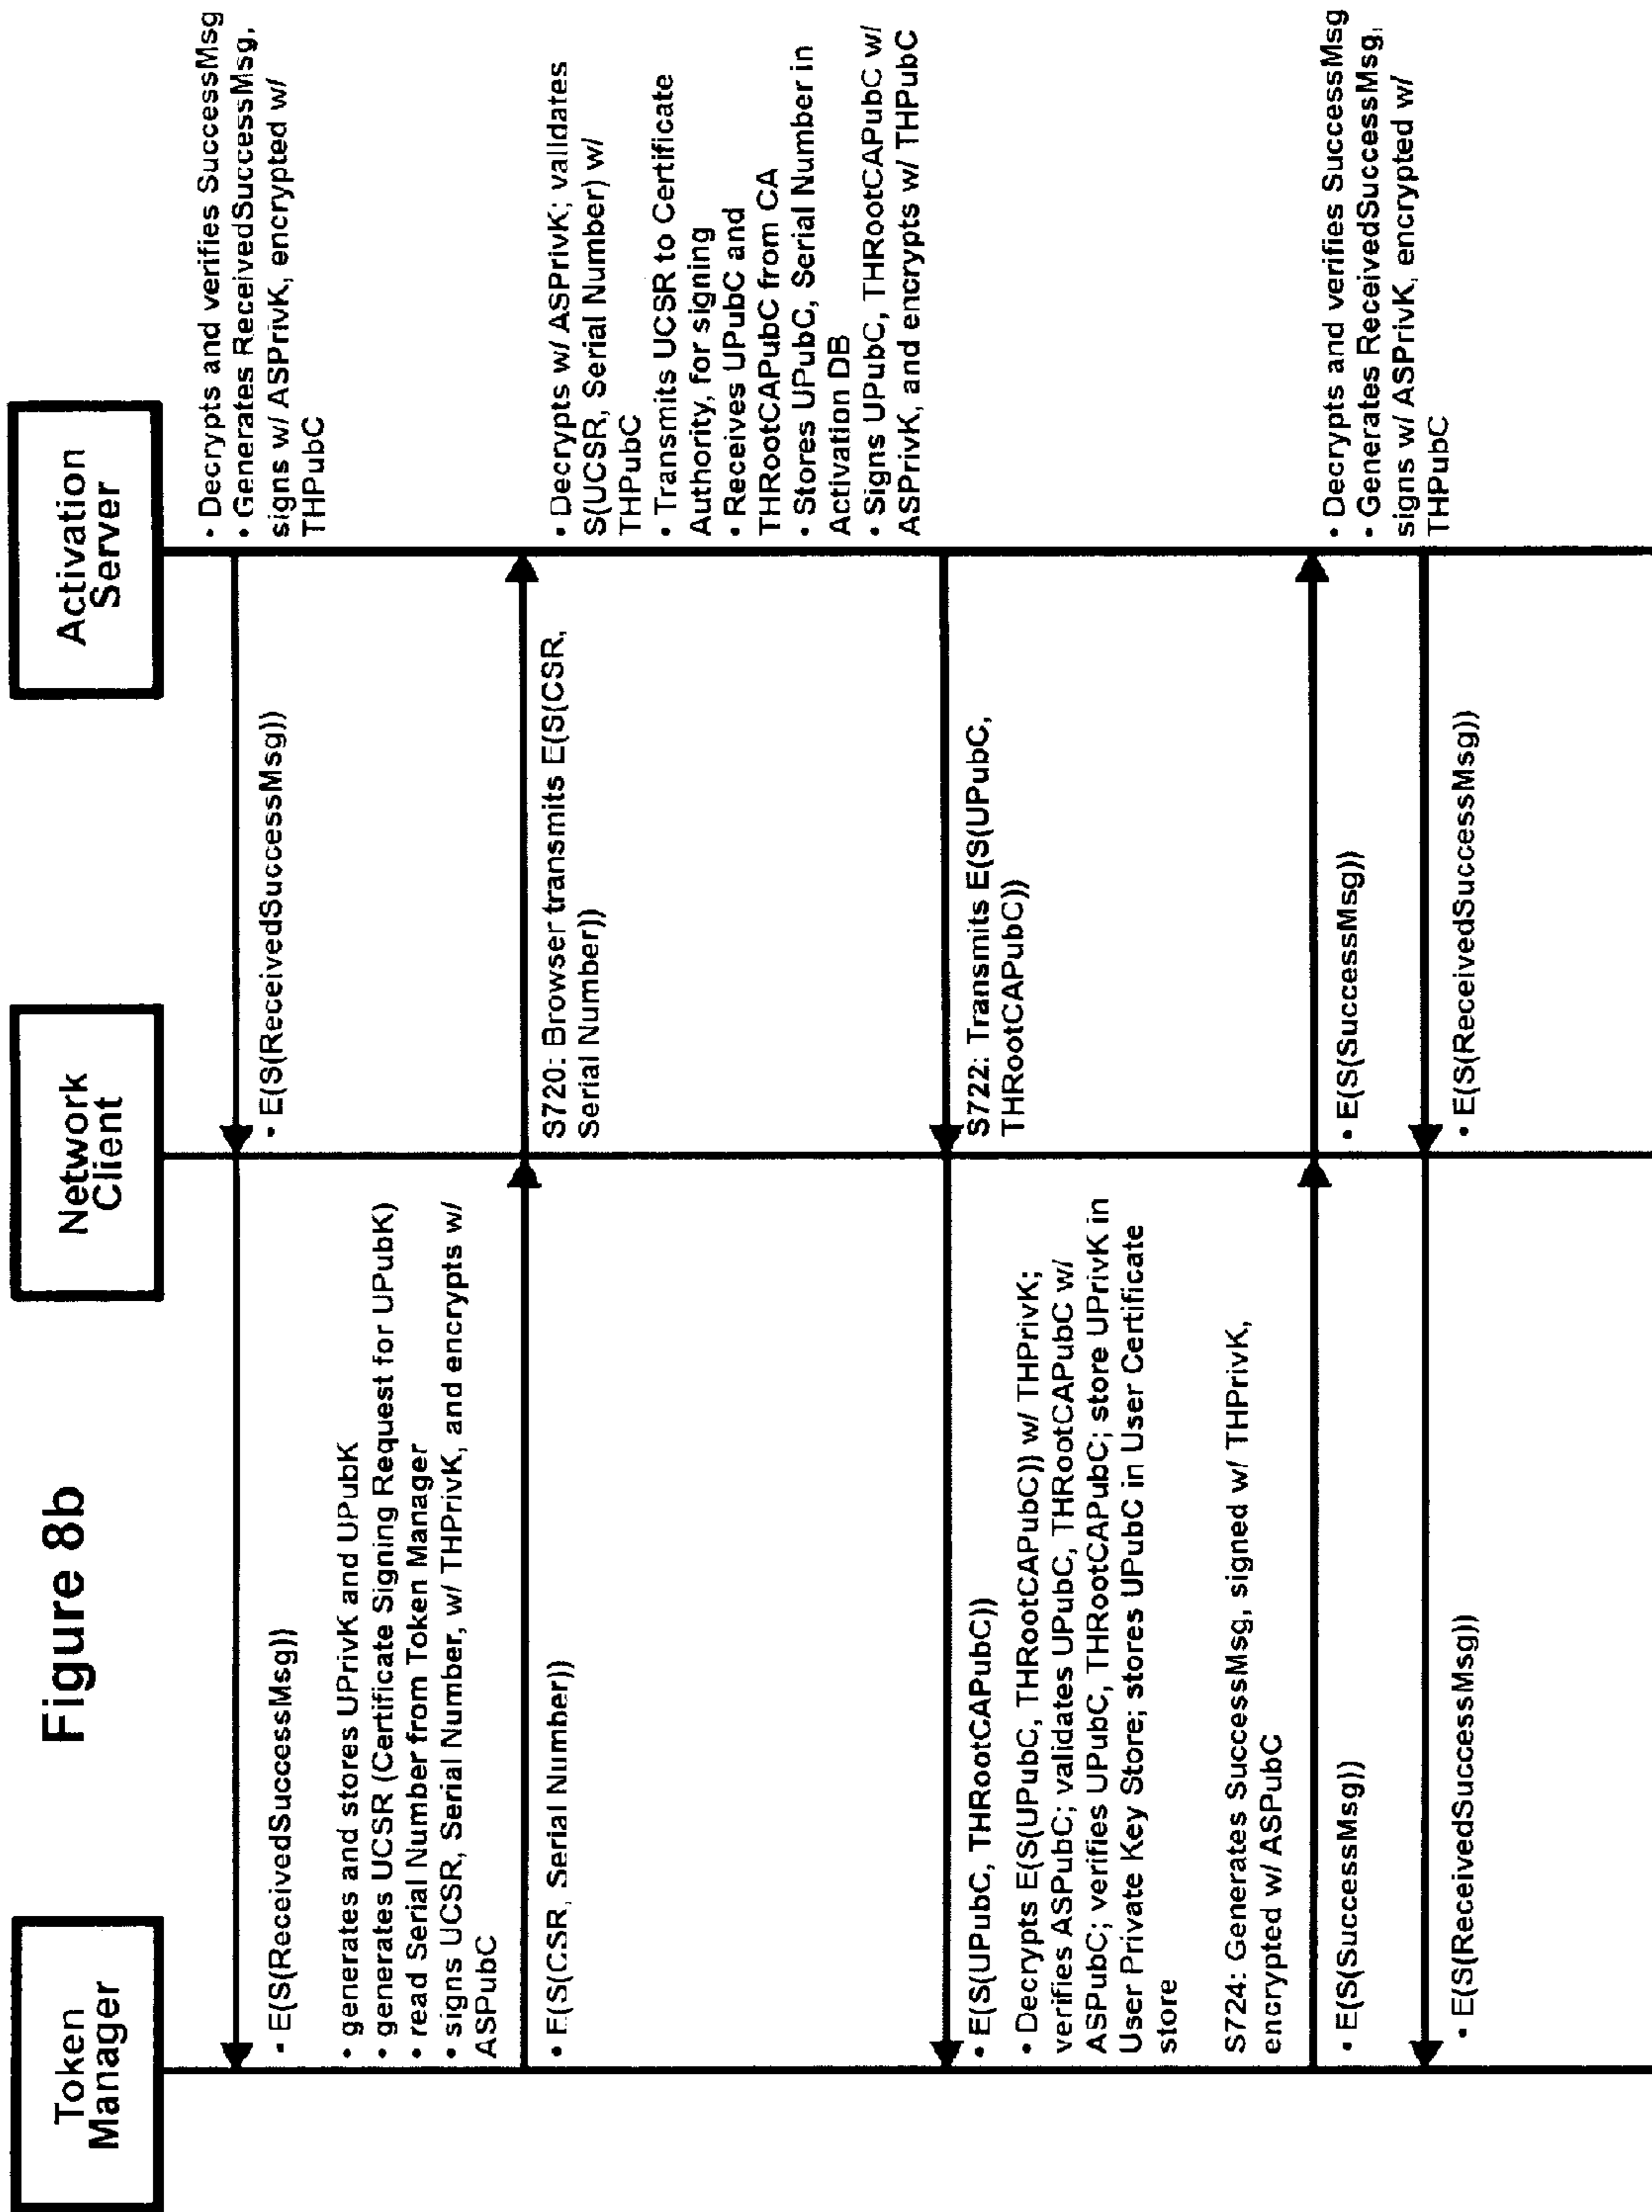 Figure 8b
Token
Manager
Network
Client
Activation
Server
• Decrypts and verifies SuccessMsg
• Generates ReceivedSuccessMsg,
signs w/ ASPrivK, encrypted w/
THPubC
• E(S(ReceivedSuccessMsg))
• E(S(ReceivedSuccessMsg))
• generates and stores UPrivK and UPubK
• generates UCSR (Certificate Signing Request for UPubK)
• read Serial Number from Token Manager
• signs UCSR, Serial Number, w/ THPrivK, and encrypts w/
ASPubC
• E(S(CSR, Serial Number))
S720: Browser transmits E(S(CSR,
Serial Number))
• Decrypts w/ ASPrivK; validates
S(UCSR, Serial Number) w/
THPubC
• Transmits UCSR to Certificate
Authority, for signing
• Receives UPubC and
THRootCAPubC from CA
• Stores UPubC, Serial Number in
Activation DB
• Signs UPubC, THRootCAPubC w/
ASPrivK, and encrypts w/ THPubC
S722: Transmits E(S(UPubC,
THRootCAPubC))
• E(S(UPubC, THRootCAPubC))
• Decrypts E(S(UPubC, THRootCAPubC)) w/ THPrivK;
verifies ASPubC; validates UPubC, THRootCAPubC w/
ASPubC; verifies UPubC, THRootCAPubC; store UPrivK in
User Private Key Store; stores UPubC in User Certificate
store
S724: Generates SuccessMsg, signed w/ THPrivK,
encrypted w/ ASPubC
• E(S(SuccessMsg))
• E(S(SuccessMsg))
• Decrypts and verifies SuccessMsg
• Generates ReceivedSuccessMsg,
signs w/ ASPrivK, encrypted w/
THPubC
• E(S(ReceivedSuccessMsg))
• E(S(ReceivedSuccessMsg))